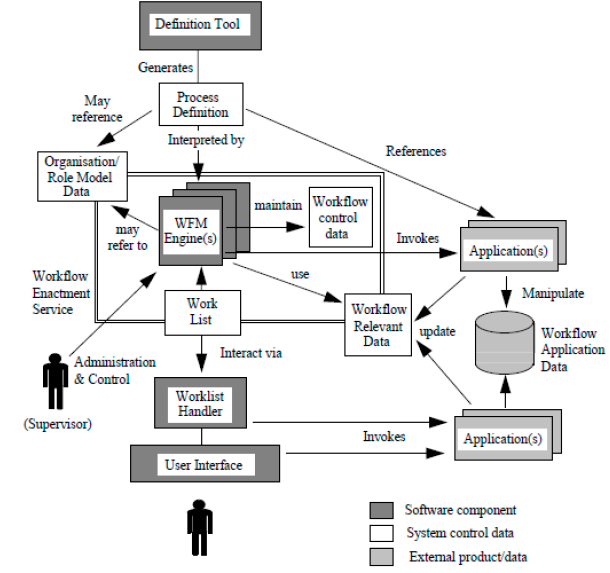 Definition Tool
Generates
May
reference
Process
Definition
Interpreted by
References
Organisation/
Role Model
Data
WFM
Engine(s)
maintain
Workflow
control
data
may
refer to
Invokes
Application(s)
use
Workflow
Enactment
Service
Work
List
Workflow
Relevant
Data
Manipulate
update
Workflow
Application
Data
Interact via
Administration
& Control
(Supervisor)
Worklist
Handler
Invokes
Application(s)
User Interface
Software component
System control data
External product/data